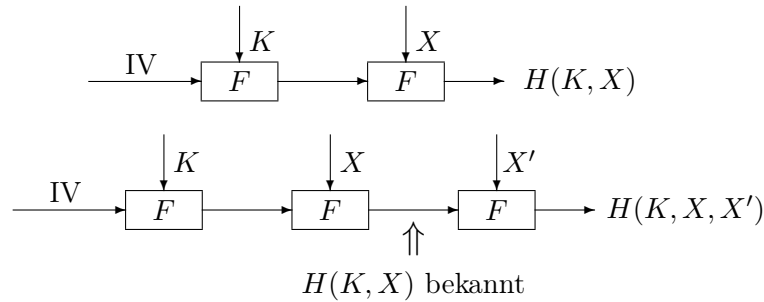 K X
IV F F H(K, X)
K X X′
IV F F F H(K, X, X′)
⇑
H(K, X) bekannt